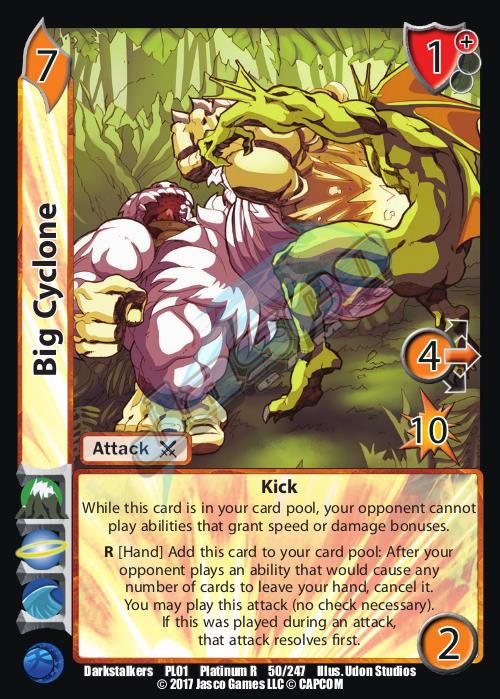 7
1
+
Big Cyclone
4
10
Attack
Kick
While this card is in your card pool, your opponent cannot
play abilities that grant speed or damage bonuses.
R [Hand] Add this card to your card pool: After your
opponent plays an ability that would cause any
number of cards to leave your hand, cancel it.
You may play this attack (no check necessary).
If this was played during an attack,
that attack resolves first.
2
Darkstalkers PL01 Platinum R 50/247 Illus. Udon Studios
© 2017 Jasco Games LLC © CAPCOM